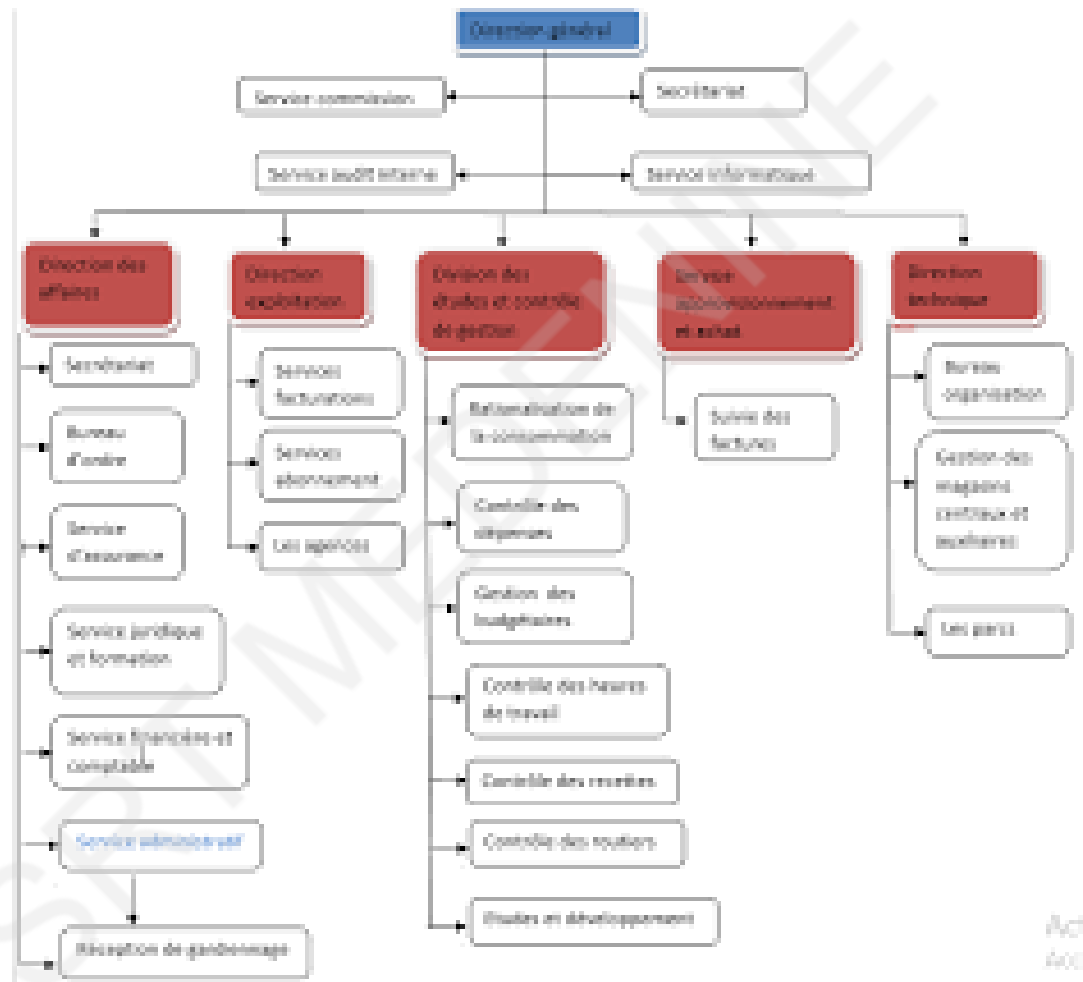 Direction général
Service commission
Secrétariat
Service audit interne
Service informatique
Direction des
affaires
Direction
exploitation
Division des
études et contrôle
de gestion
Service
approvisionnement
et achat
Direction
technique
Secrétariat
Bureau
d'ordre
Service
d'assurance
Service juridique
et formation
Service financière et
comptable
Service administratif
Réception de gardiennage
Services
facturations
Services
abonnement
Les agences
Rationalisation de
la consommation
Contrôle des
dépenses
Gestion des
budgétaires
Contrôle des heures
de travail
Contrôle des recettes
Contrôle des routiers
Etudes et développement
Suivie des
factures
Bureau
organisation
Gestion des
magasins
centraux et
auxiliaires
Les parcs
SRT MEDENINE
Act
Acc